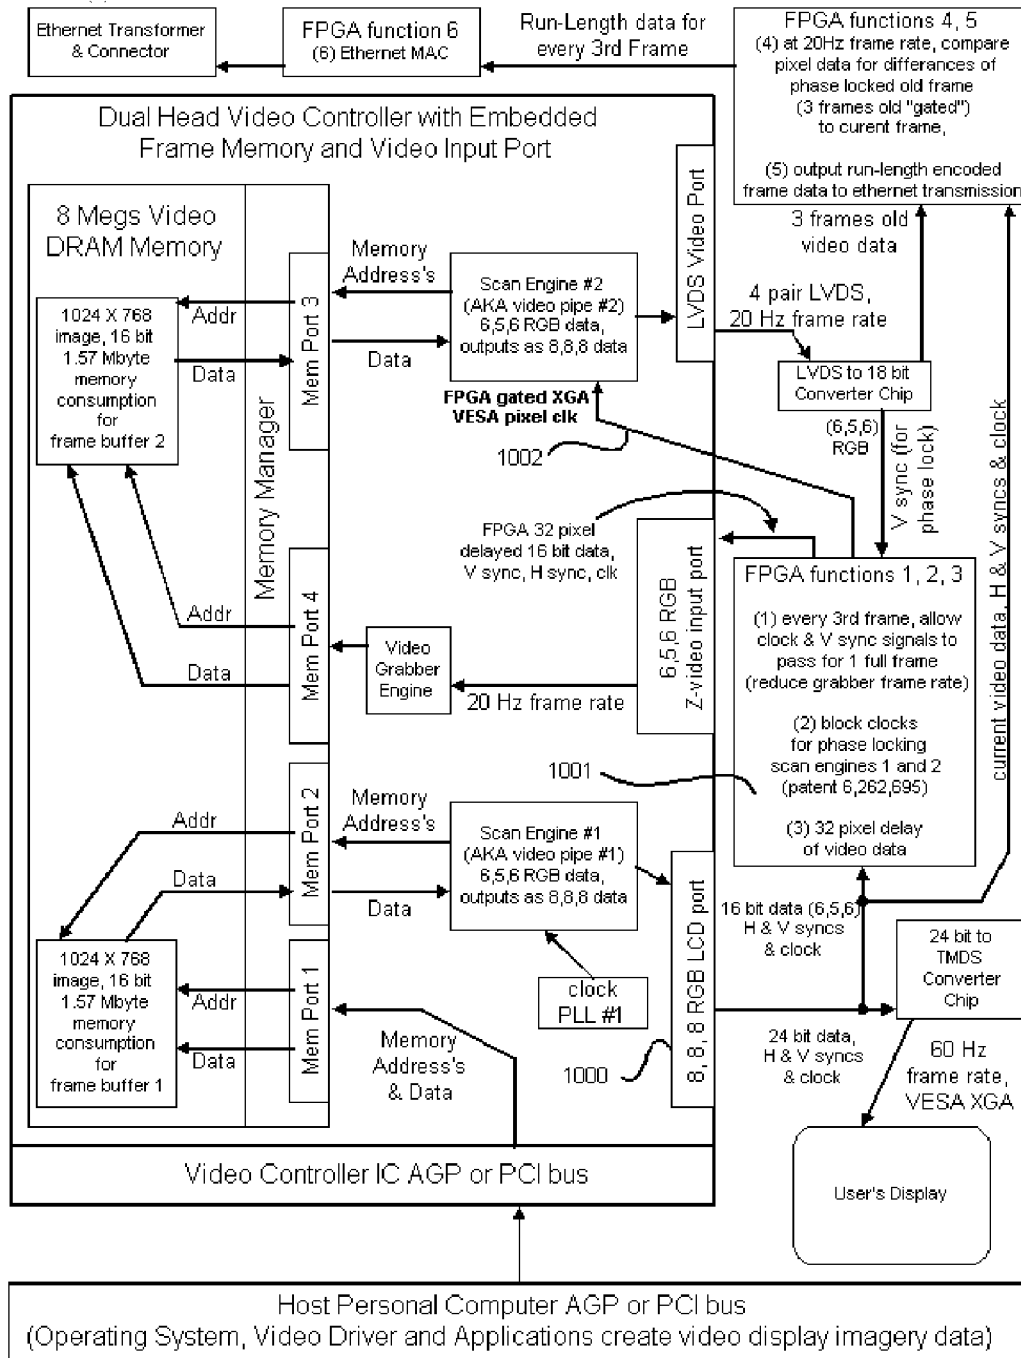 Ethernet Transformer
& Connector
FPGA function 6
(6) Ethernet MAC
Run-Length data for
every 3rd Frame
FPGA functions 4, 5
(4) at 20Hz frame rate, compare
pixel data for differances of
phase locked old frame
(3 frames old "gated")
to curent frame,
(5) output run-length encoded
frame data to ethernet transmission
Dual Head Video Controller with Embedded
Frame Memory and Video Input Port
8 Megs Video
DRAM Memory
Memory Manager
1024 X 768
image, 16 bit
1.57 Mbyte
memory
consumption
for
frame buffer 2
Addr
Data
Mem Port 3
Memory
Address's
Data
Scan Engine #2
(AKA video pipe #2)
6,5,6 RGB data,
outputs as 8,8,8 data
LVDS Video Port
3 frames old
video data
4 pair LVDS,
20 Hz frame rate
LVDS to 18 bit
Converter Chip
FPGA gated XGA
VESA pixel clk
1002
(6,5,6)
RGB
V sync (for
phase lock)
current video data, H & V syncs & clock
FPGA 32 pixel
delayed 16 bit data,
V sync, H sync, clk
6,5,6 RGB
Z-video input port
FPGA functions 1, 2, 3
(1) every 3rd frame, allow
clock & V sync signals to
pass for 1 full frame
(reduce grabber frame rate)
(2) block clocks
for phase locking
scan engines 1 and 2
(patent 6,262,695)
(3) 32 pixel delay
of video data
Addr
Data
Mem Port 4
Video
Grabber
Engine
20 Hz frame rate
1001
Addr
Data
Mem Port 2
Memory
Address's
Data
Scan Engine #1
(AKA video pipe #1)
6,5,6 RGB data,
outputs as 8,8,8 data
8, 8, 8 RGB LCD port
16 bit data (6,5,6)
H & V syncs
& clock
24 bit to
TMDS
Converter
Chip
1024 X 768
image, 16 bit
1.57 Mbyte
memory
consumption
for
frame buffer 1
Addr
Data
Mem Port 1
clock
PLL #1
Memory
Address's
& Data
1000
24 bit data,
H & V syncs
& clock
60 Hz
frame rate,
VESA XGA
Video Controller IC AGP or PCI bus
User's Display
Host Personal Computer AGP or PCI bus
(Operating System, Video Driver and Applications create video display imagery data)